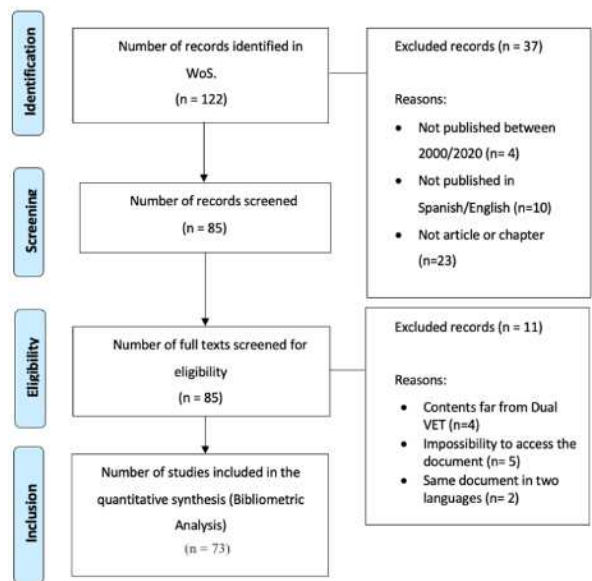 Identification
Number of records identified in
WoS.
(n = 122)
Excluded records (n = 37)
Reasons:
• Not published between
2000/2020 (n= 4)
• Not published in
Spanish/English (n=10)
• Not article or chapter
(n=23)
Screening
Number of records screened
(n = 85)
Eligibility
Number of full texts screened for
eligibility
(n = 85)
Excluded records (n = 11)
Reasons:
• Contents far from Dual
VET (n=4)
• Impossibility to access the
document (n= 5)
• Same document in two
languages (n= 2)
Inclusion
Number of studies included in the
quantitative synthesis (Bibliometric
Analysis)
(n = 73)